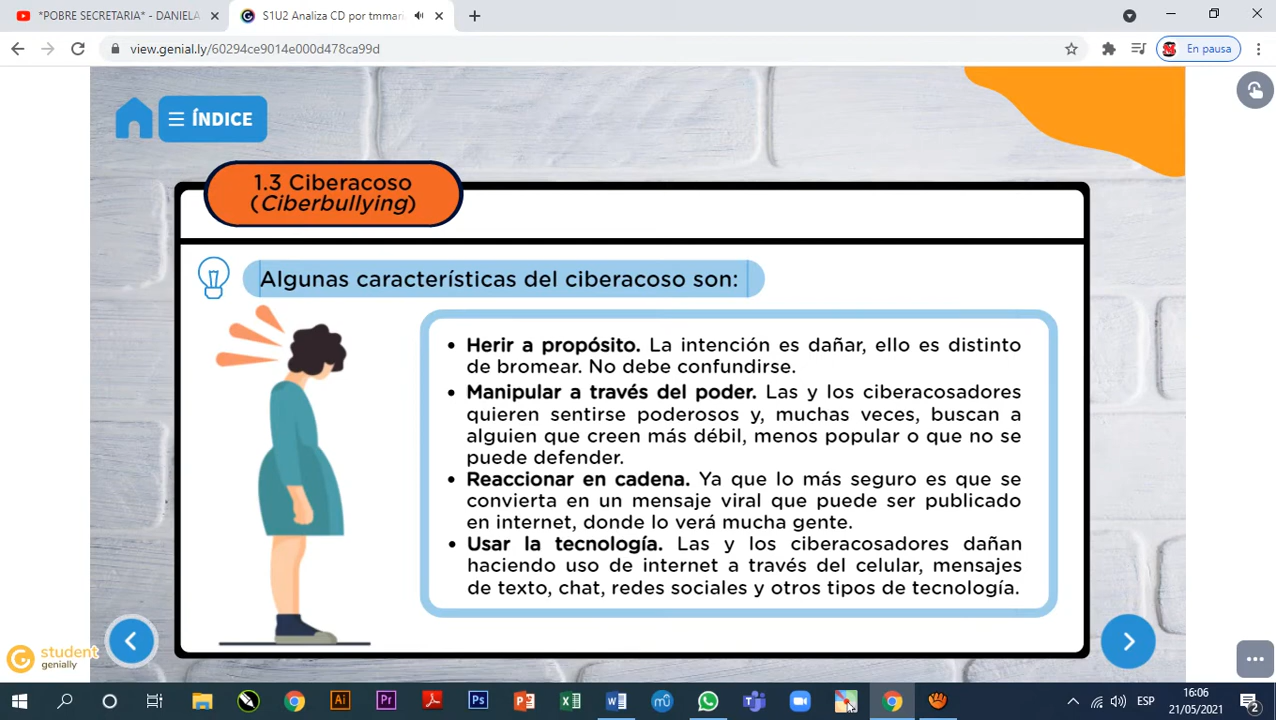 *POBRE SECRETARIA* - DANIELA
S1U2 Analiza CD por tmmari
view.genial.ly/60294ce9014e000d478ca99d
En pausa
ÍNDICE
1.3 Ciberacoso
(Ciberbullying)
Algunas características del ciberacoso son:
• Herir a propósito. La intención es dañar, ello es distinto
de bromear. No debe confundirse.
• Manipular a través del poder. Las y los ciberacosadores
quieren sentirse poderosos y, muchas veces, buscan a
alguien que creen más débil, menos popular o que no se
puede defender.
• Reaccionar en cadena. Ya que lo más seguro es que se
convierta en un mensaje viral que puede ser publicado
en internet, donde lo verá mucha gente.
• Usar la tecnología. Las y los ciberacosadores dañan
haciendo uso de internet a través del celular, mensajes
de texto, chat, redes sociales y otros tipos de tecnología.
student
genially
Ai
Pr
Ps
ESP
16:06
21/05/2021
2